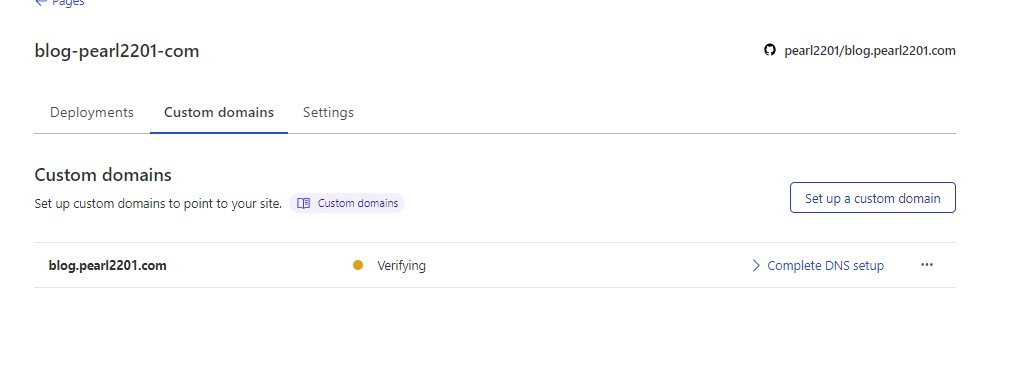 Pages
blog-pearl2201-com
pearl2201/blog.pearl2201.com
Deployments Custom domains Settings
Custom domains
Set up custom domains to point to your site. Custom domains
Set up a custom domain
blog.pearl2201.com Verifying Complete DNS setup